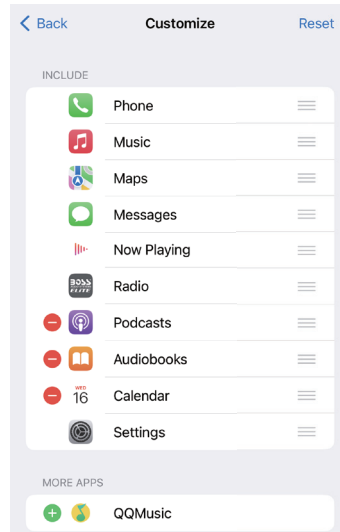 Back Customize Reset
INCLUDE
Phone
Music
Maps
Messages
Now Playing
BOSS
ELITE
Radio
Podcasts
Audiobooks
WED
16
Calendar
Settings
MORE APPS
QQMusic